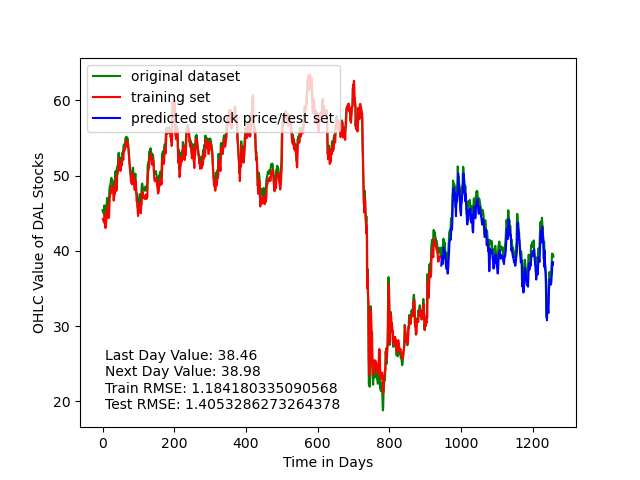 original dataset
training set
predicted stock price/test set
OHLC Value of DAL Stocks
60
50
40
30
20
Last Day Value: 38.46
Next Day Value: 38.98
Train RMSE: 1.184180335090568
Test RMSE: 1.4053286273264378
0 200 400 600 800 1000 1200
Time in Days